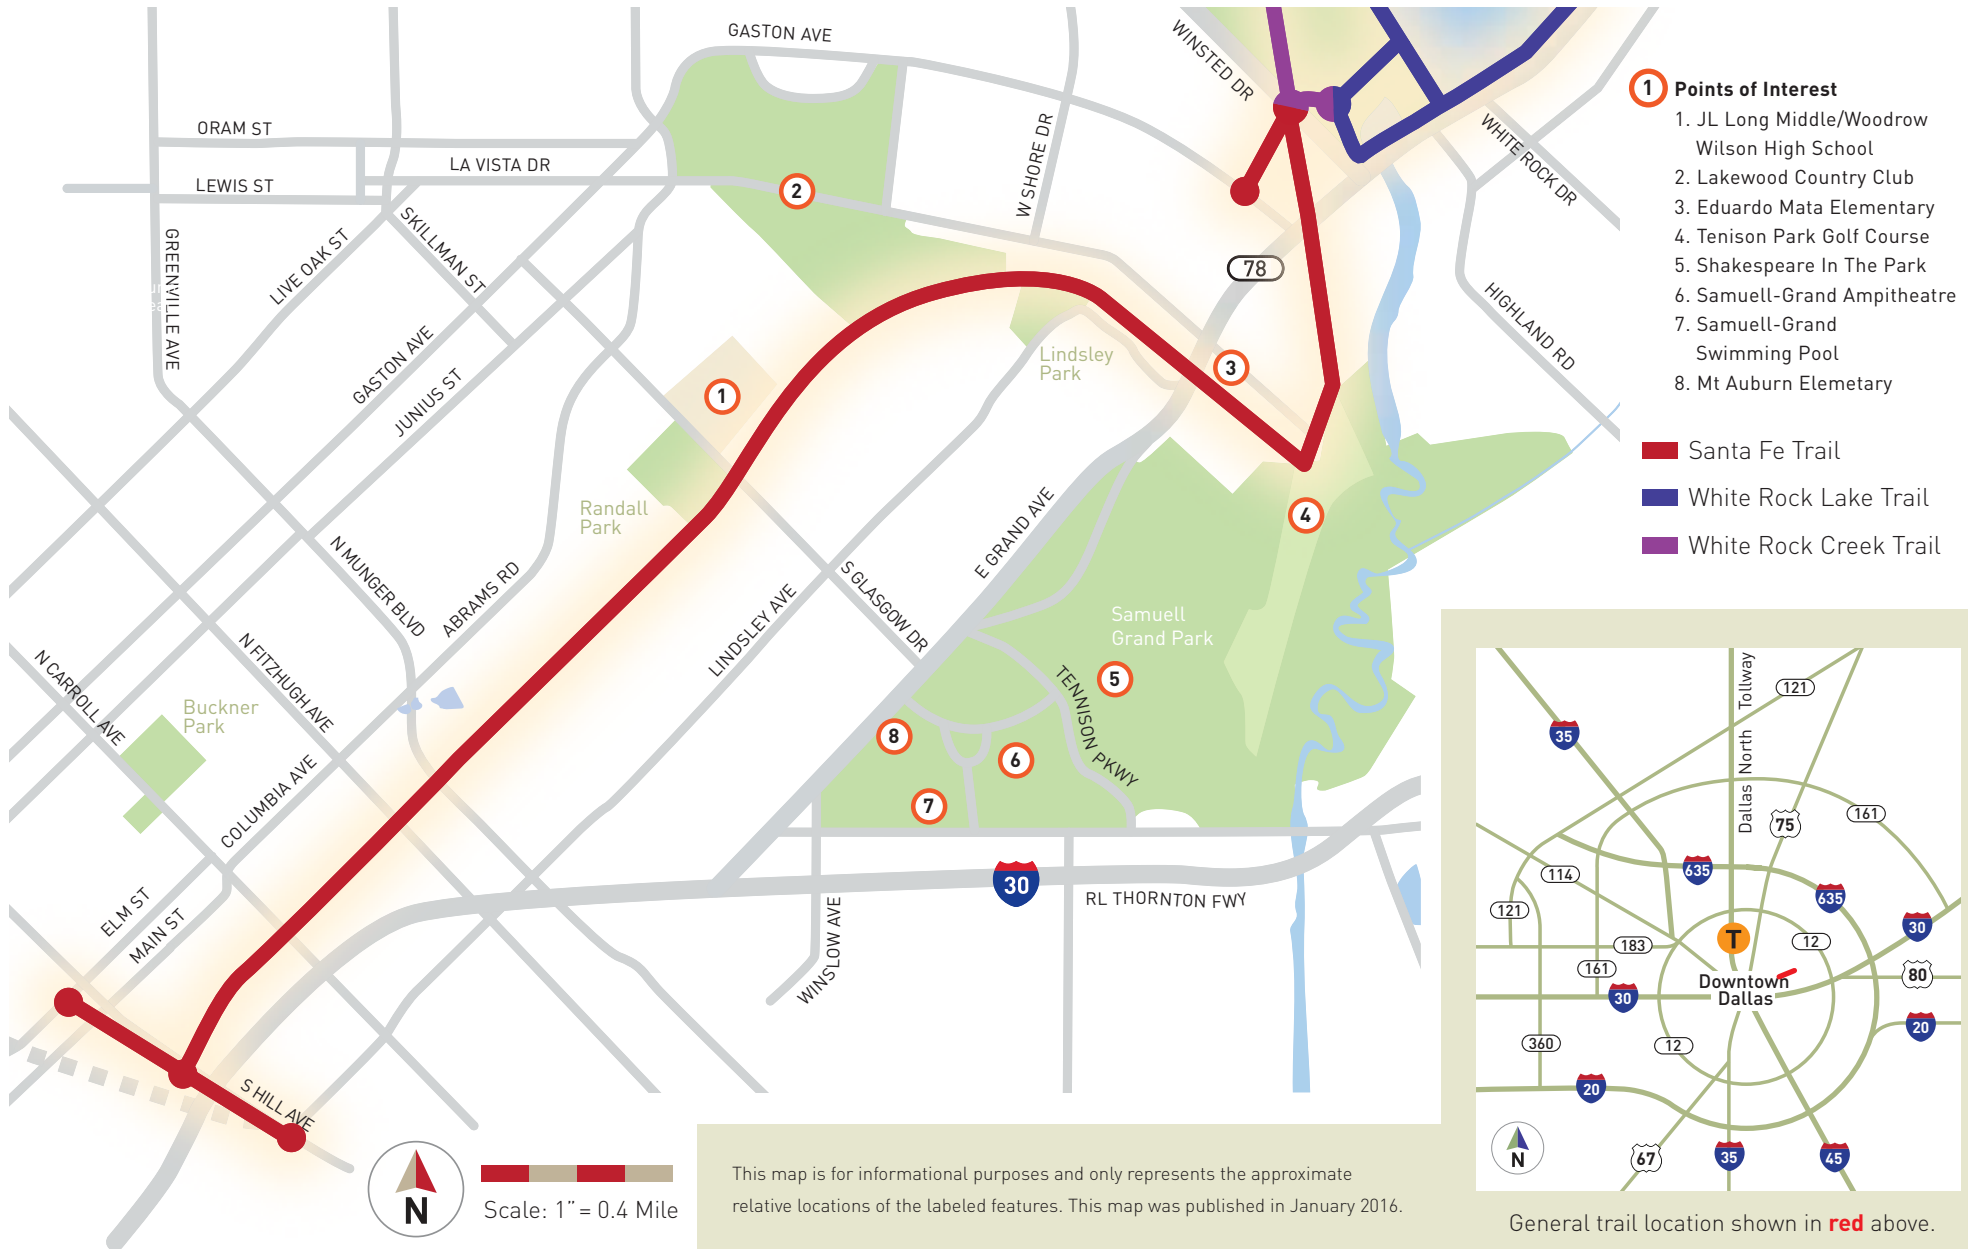 GASTON AVE
WINSTED DR
ORAM ST
LA VISTA DR
LEWIS ST
W SHORE DR
WHITE ROCK DR
GREENVILLE AVE
LIVE OAK ST
SKILLMAN ST
78
HIGHLAND RD
GASTON AVE
JUNIUS ST
Lindsley
Park
1
2
3
4
5
6
7
8
Randall
Park
N MUNGER BLVD
ABRAMS RD
E GRAND AVE
S GLASGOW DR
LINDSLEY AVE
Samuell
Grand Park
TENNISON PKWY
N FITZHUGH AVE
N CARROLL AVE
Buckner
Park
COLUMBIA AVE
ELM ST
MAIN ST
30
RL THORNTON FWY
WINSLOW AVE
S HILL AVE
N
Scale: 1” = 0.4 Mile
1 Points of Interest
1. JL Long Middle/Woodrow
Wilson High School
2. Lakewood Country Club
3. Eduardo Mata Elementary
4. Tenison Park Golf Course
5. Shakespeare In The Park
6. Samuell-Grand Ampitheatre
7. Samuell-Grand
Swimming Pool
8. Mt Auburn Elemetary
Santa Fe Trail
White Rock Lake Trail
White Rock Creek Trail
This map is for informational purposes and only represents the approximate
relative locations of the labeled features. This map was published in January 2016.
Dallas North Tollway
121
35
75
161
114
635
635
121
30
T
183
12
161
80
Downtown
Dallas
30
20
360
12
20
N
67
35
45
General trail location shown in red above.